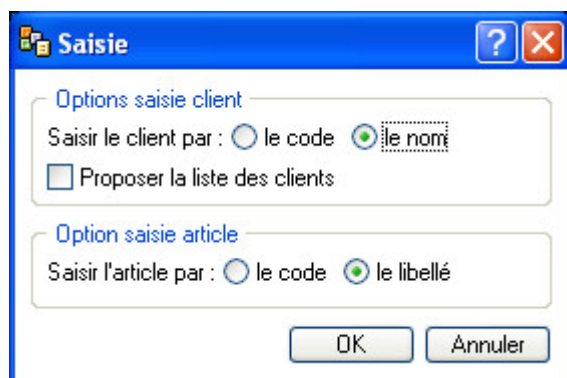 Saisie
Options saisie client
Saisir le client par : le code le nom
Proposer la liste des clients
Option saisie article
Saisir l'article par : le code le libellé
OK Annuler